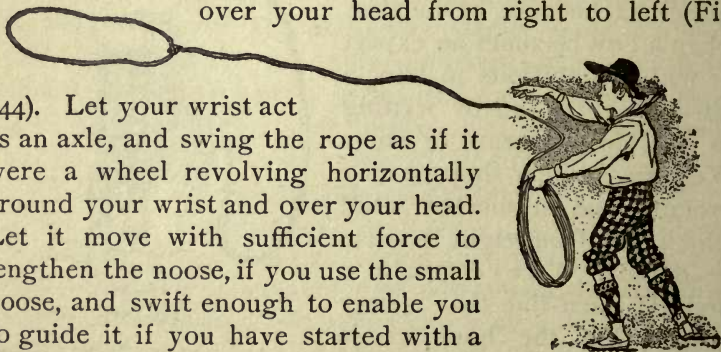 over your head from right to left (Fi
44). Let your wrist act
s an axle, and swing the rope as if it
vere a wheel revolving horizontally
round your wrist and over your head.
Let it move with sufficient force to
engthen the noose, if you use the small
oose, and swift enough to enable you
o guide it if you have started with a